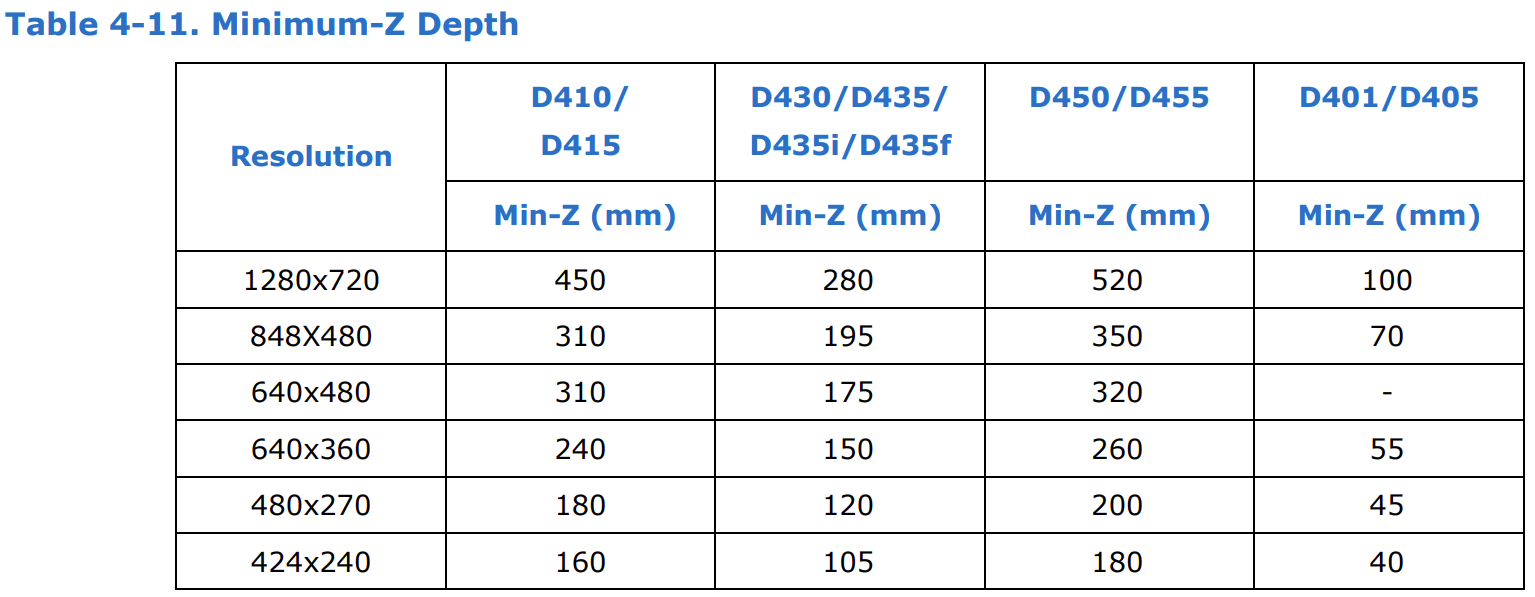 Table 4-11. Minimum-Z Depth
Resolution
D410/
D415
D430/D435/
D435i/D435f
D450/D455
D401/D405
Min-Z (mm) Min-Z (mm) Min-Z (mm) Min-Z (mm)
1280x720 450 280 520 100
848X480 310 195 350 70
640x480 310 175 320 -
640x360 240 150 260 55
480x270 180 120 200 45
424x240 160 105 180 40